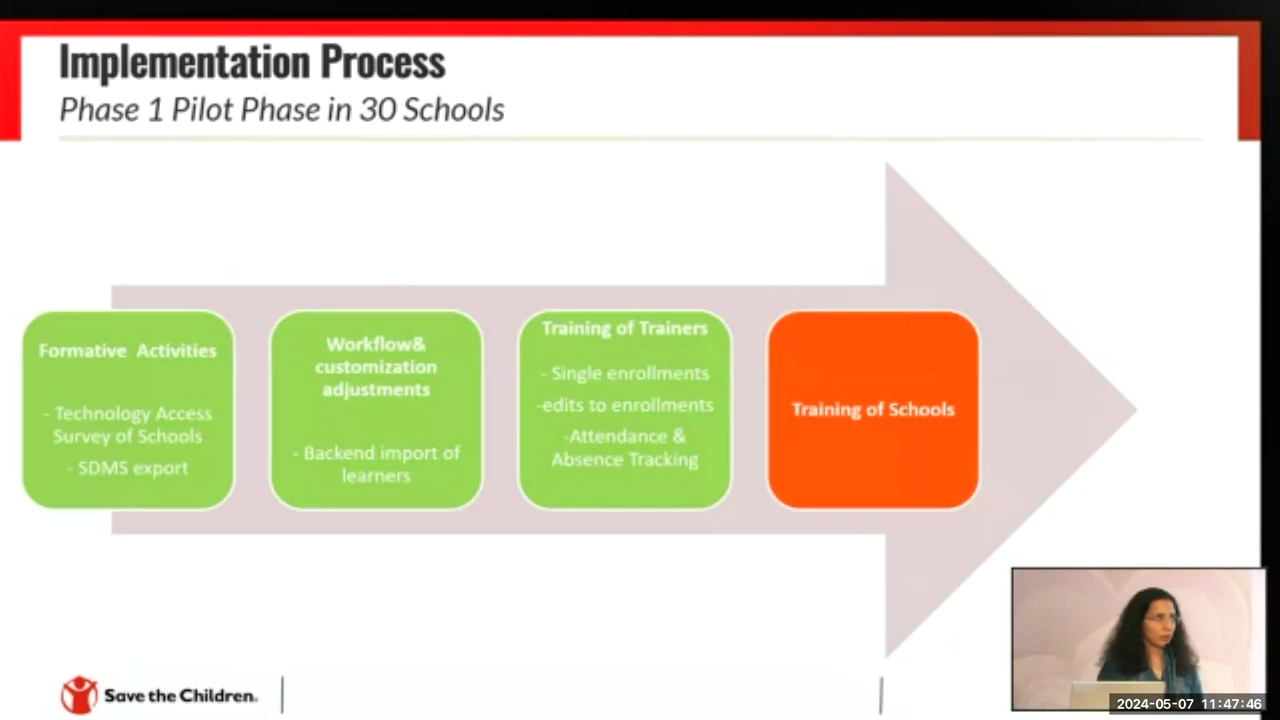 Implementation Process
Phase 1 Pilot Phase in 30 Schools
Formative  Activities
- Technology Access
Survey of Schools
- SDMS export
Workflow&
customization
adjustments
- Backend import of
learners
Training of Trainers
- Single enrollments
-edits to enrollments
-Attendance &
Absence Tracking
Training of Schools
Save the Children.
2024-05-07 11:47:46